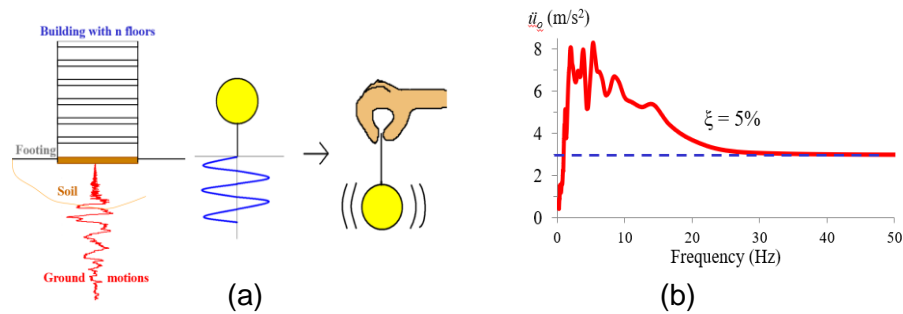 Building with n floors
Footing
Soil
Ground motions
(a)
üₒ (m/s²)
8
6
4
2
0
ξ = 5%
0 10 20 30 40 50
Frequency (Hz)
(b)